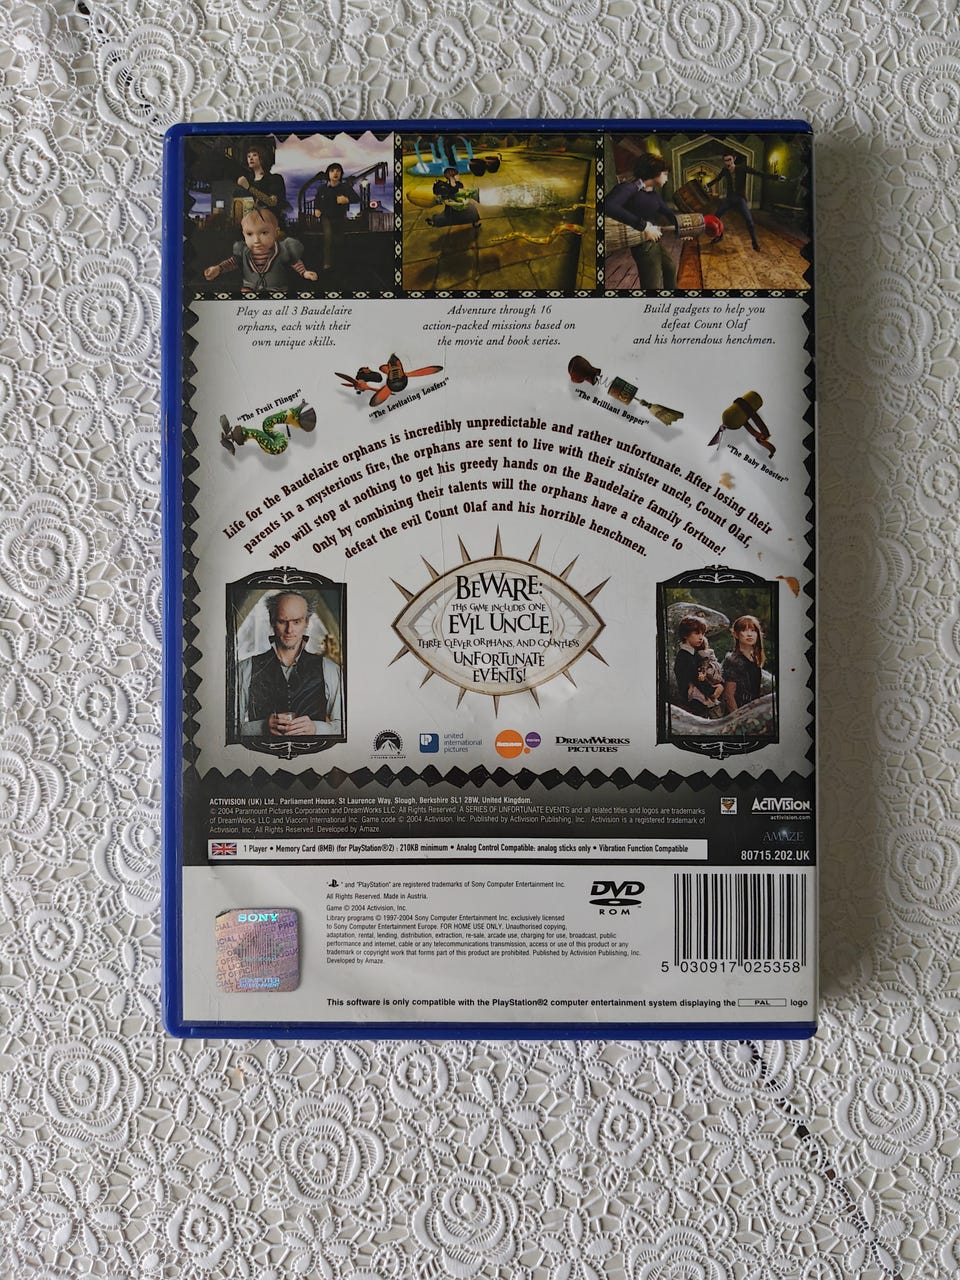 Play as all 3 Baudelaire
orphans, each with their
own unique skills.
Adventure through 16
action-packed missions based on
the movie and book series.
Build gadgets to help you
defeat Count Olaf
and his horrendous henchmen.
"The Fruit Flinger"
"The Levitating Loafers"
"The Brilliant Bopper"
"The Baby Booster"
Life for the Baudelaire orphans is incredibly unpredictable and rather unfortunate. After losing their
parents in a mysterious fire, the orphans are sent to live with their sinister uncle, Count Olaf,
who will stop at nothing to get his greedy hands on the Baudelaire family fortune!
Only by combining their talents will the orphans have a chance to
defeat the evil Count Olaf and his horrible henchmen.
BEWARE:
THIS GAME INCLUDES ONE
EVIL UNCLE,
THREE CLEVER ORPHANS, AND COUNTLESS
UNFORTUNATE
EVENTS!
united
international
pictures
nickelodeon
movies
DREAMWORKS
PICTURES
ACTIVISION (UK) Ltd., Parliament House, St Laurence Way, Slough, Berkshire SL1 2BW, United Kingdom.
© 2004 Paramount Pictures Corporation and DreamWorks LLC. All Rights Reserved. A SERIES OF UNFORTUNATE EVENTS and all related titles and logos are trademarks
of DreamWorks LLC and Viacom International Inc. Game code © 2004 Activision, Inc. Published by Activision Publishing, Inc. Activision is a registered trademark of
Activision, Inc. All Rights Reserved. Developed by Amaze.
ACTIVISION
activision.com
AMAZE
1 Player • Memory Card (8MB) (for PlayStation®2) : 210KB minimum • Analog Control Compatible: analog sticks only • Vibration Function Compatible
80715.202.UK
" and "PlayStation" are registered trademarks of Sony Computer Entertainment Inc.
All Rights Reserved. Made in Austria.
Game © 2004 Activision, Inc.
Library programs © 1997-2004 Sony Computer Entertainment Inc. exclusively licensed
to Sony Computer Entertainment Europe. FOR HOME USE ONLY. Unauthorised copying,
adaptation, rental, lending, distribution, extraction, re-sale, arcade use, charging for use, broadcast, public
performance and internet, cable or any telecommunications transmission, access or use of this product or any
trademark or copyright work that forms part of this product are prohibited. Published by Activision Publishing, Inc.
Developed by Amaze.
DVD
ROM
SONY
COMPUTER
ENTERTAINMENT
5 030917 025358
This software is only compatible with the PlayStation®2 computer entertainment system displaying the PAL logo